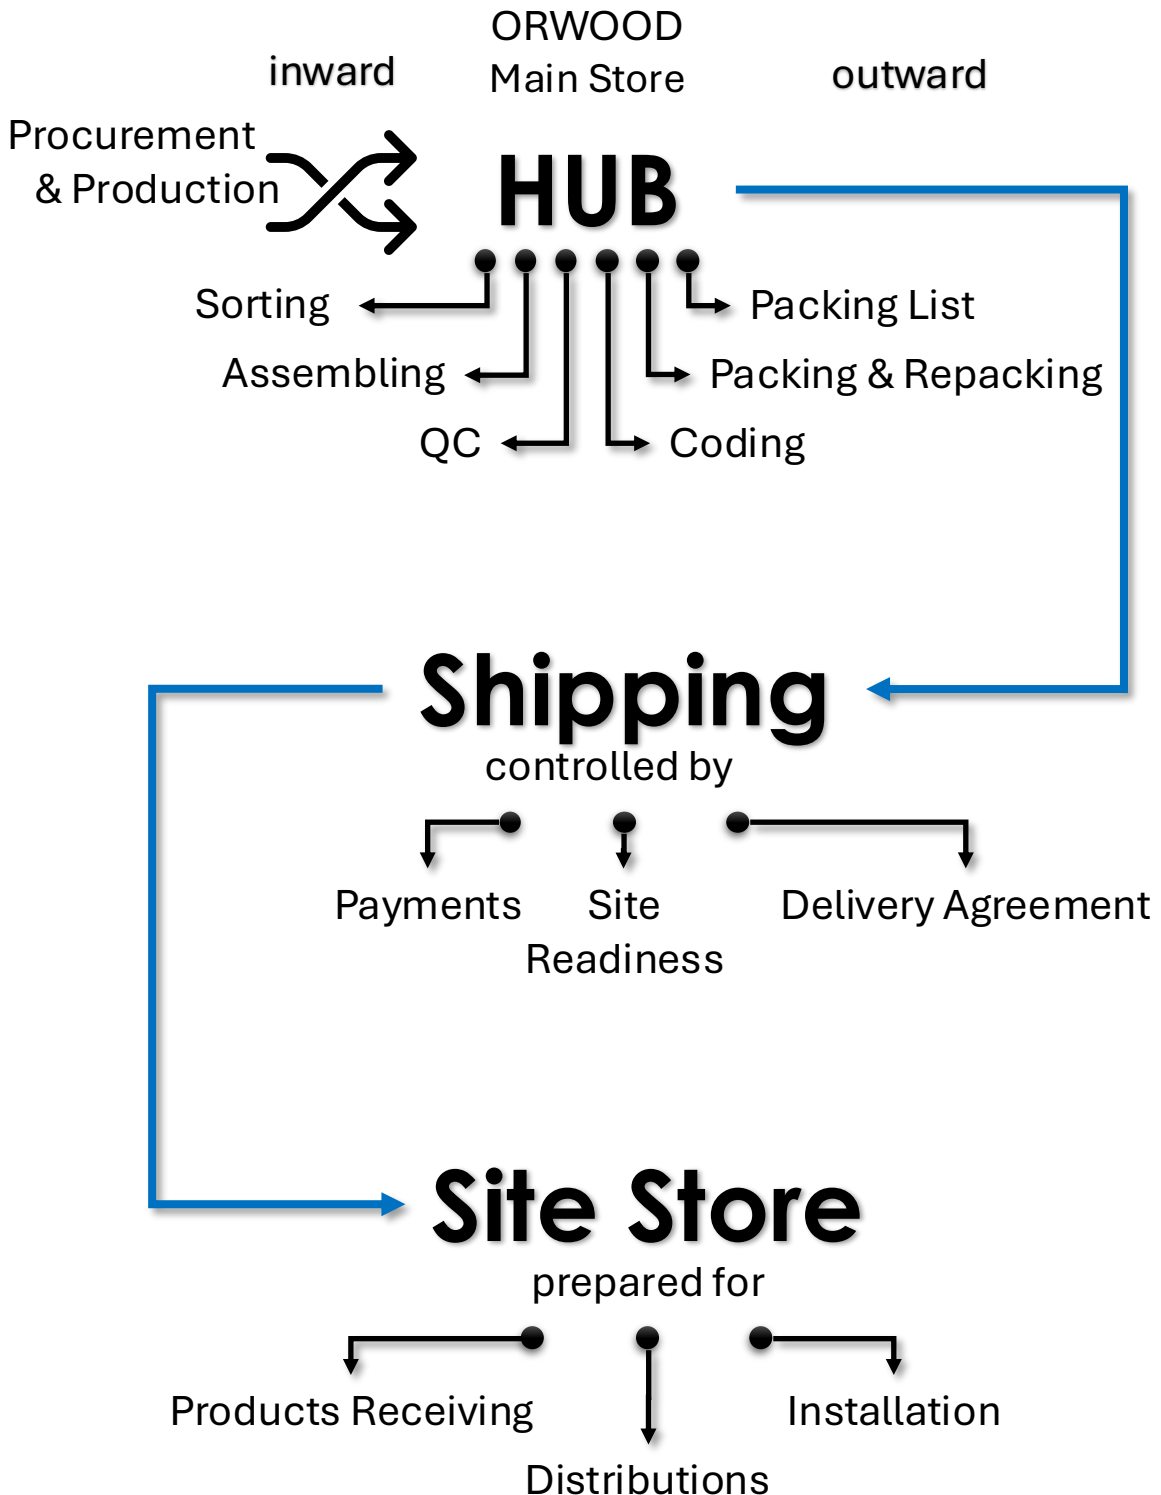 ORWOOD
inward
Main Store
outward
Procurement
& Production
HUB
Sorting
Packing List
Assembling
Packing & Repacking
QC
Coding
Shipping
controlled by
Payments
Site
Readiness
Delivery Agreement
Site Store
prepared for
Products Receiving
Installation
Distributions